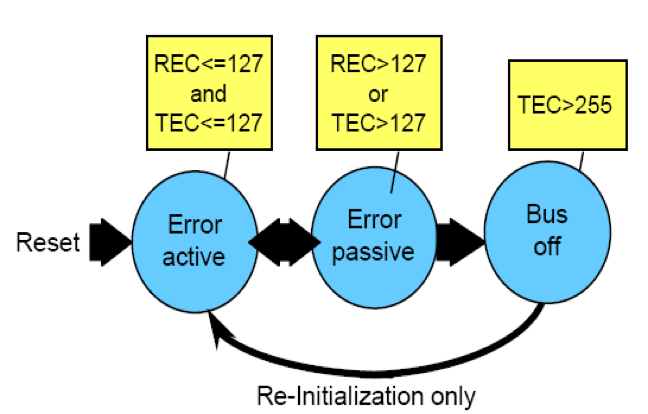 REC<=127
and
TEC<=127
REC>127
or
TEC>127
TEC>255
Reset
Error
active
Error
passive
Bus
off
Re-Initialization only